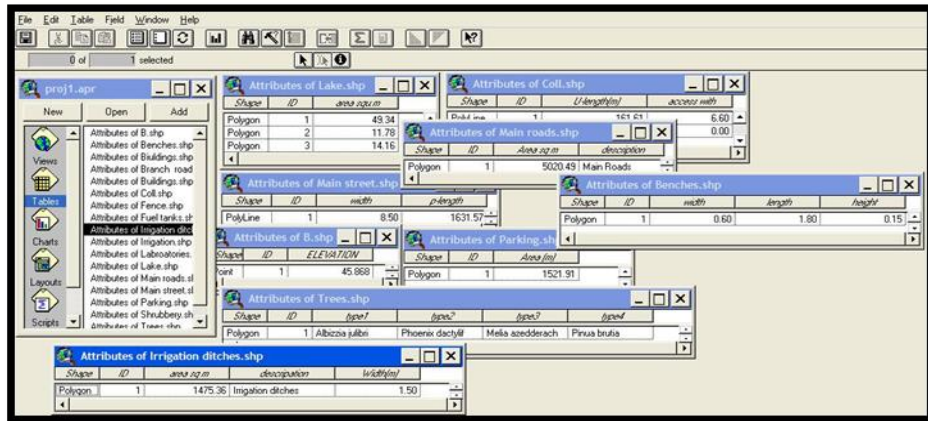 File Edit Table Field Window Help
0 of 1 selected
proj1.apr
New Open Add
Views
Tables
Charts
Layouts
Scripts
Attributes of B.shp
Attributes of Benches.shp
Attributes of Biuldings.shp
Attributes of Branch road
Attributes of Buildings.shp
Attributes of Coll.shp
Attributes of Fence.shp
Attributes of Fuel tanks.sh
Attributes of Irrigation ditcl
Attributes of Irrigation.shp
Attributes of Labroatories.
Attributes of Lake.shp
Attributes of Main roads.sl
Attributes of Main street.sl
Attributes of Parking.shp
Attributes of Shrubbery.sh
Attributes of Trees.shp
Attributes of Lake.shp
Shape ID area squ.m
Polygon 1 49.34
Polygon 2 11.78
Polygon 3 14.16
Attributes of Coll.shp
Shape ID U-length(m) access with
PolyLine 1 161.61 6.60
0.00
Attributes of Main roads.shp
Shape ID Area sq.m description
Polygon 1 5020.49 Main Roads
Attributes of Main street.shp
Shape ID width p-length
PolyLine 1 8.50 1631.57
Attributes of Benches.shp
Shape ID width length height
Polygon 1 0.60 1.80 0.15
Attributes of B.shp
Shape ID ELEVATION
Point 1 45.868
Attributes of Parking.shp
Shape ID Area (m)
Polygon 1 1521.91
Attributes of Trees.shp
Shape ID type1 type2 type3 type4
Polygon 1 Albizzia julibri Phoenix dactylif Melia azedderach Pinua brutia
Attributes of Irrigation ditches.shp
Shape ID area sq.m descripation Width(m)
Polygon 1 1475.36 Irrigation ditches 1.50